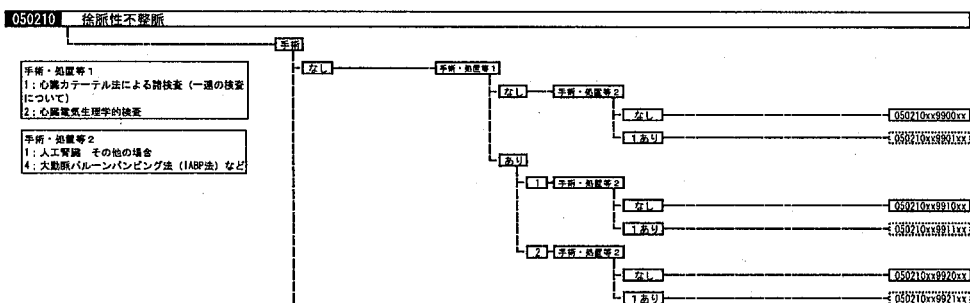 050210 徐脈性不整脈
手術
手術・処置等1
1；心臓カテーテル法による諸検査（一連の検査
について）
2；心臓電気生理学的検査
手術・処置等2
1；人工腎臓 その他の場合
4；大動脈バルーンパンピング法（IABP法）など
なし 手術・処置等1
なし 手術・処置等2
なし 050210xx9900xx
1あり 050210xx9901xx
あり
1 手術・処置等2
なし 050210xx9910xx
1あり 050210xx9911xx
2 手術・処置等2
なし 050210xx9920xx
1あり 050210xx9921xx